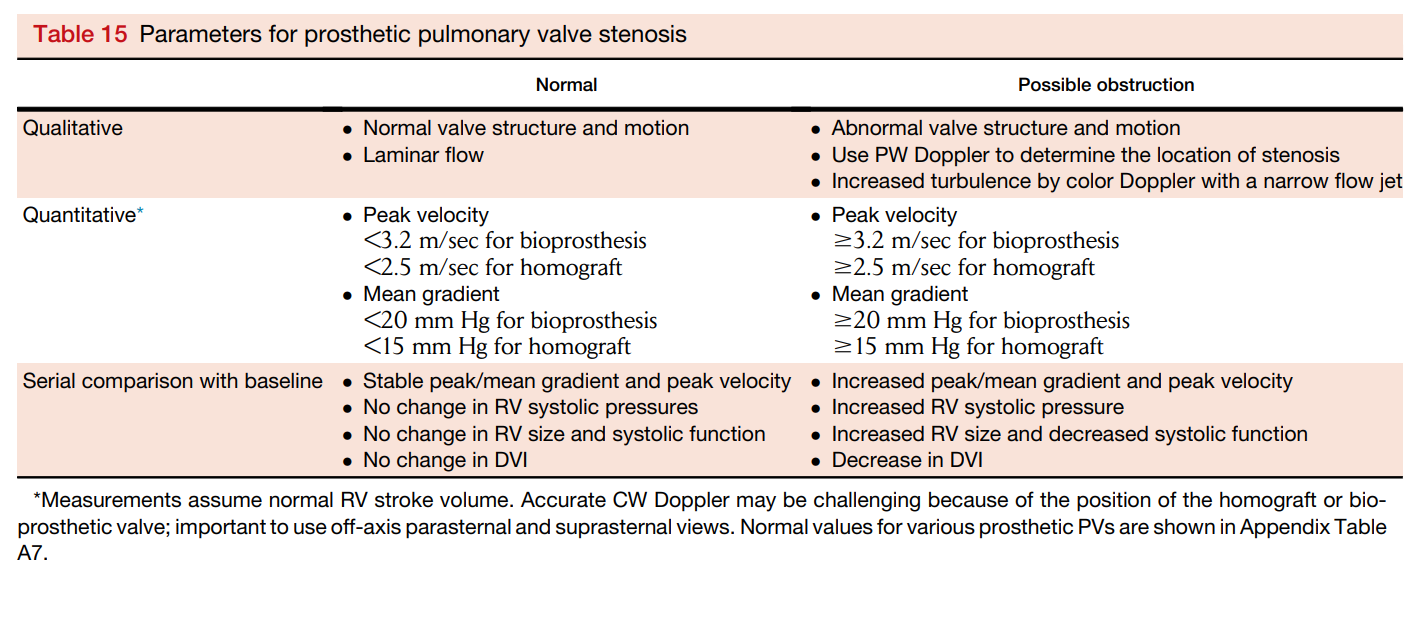 Table 15 Parameters for prosthetic pulmonary valve stenosis
Normal Possible obstruction
Qualitative
• Normal valve structure and motion
• Laminar flow
• Abnormal valve structure and motion
• Use PW Doppler to determine the location of stenosis
• Increased turbulence by color Doppler with a narrow flow jet
Quantitative*
• Peak velocity
<3.2 m/sec for bioprosthesis
<2.5 m/sec for homograft
• Mean gradient
<20 mm Hg for bioprosthesis
<15 mm Hg for homograft
• Peak velocity
≥3.2 m/sec for bioprosthesis
≥2.5 m/sec for homograft
• Mean gradient
≥20 mm Hg for bioprosthesis
≥15 mm Hg for homograft
Serial comparison with baseline
• Stable peak/mean gradient and peak velocity
• No change in RV systolic pressures
• No change in RV size and systolic function
• No change in DVI
• Increased peak/mean gradient and peak velocity
• Increased RV systolic pressure
• Increased RV size and decreased systolic function
• Decrease in DVI
*Measurements assume normal RV stroke volume. Accurate CW Doppler may be challenging because of the position of the homograft or bio-
prosthetic valve; important to use off-axis parasternal and suprasternal views. Normal values for various prosthetic PVs are shown in Appendix Table
A7.